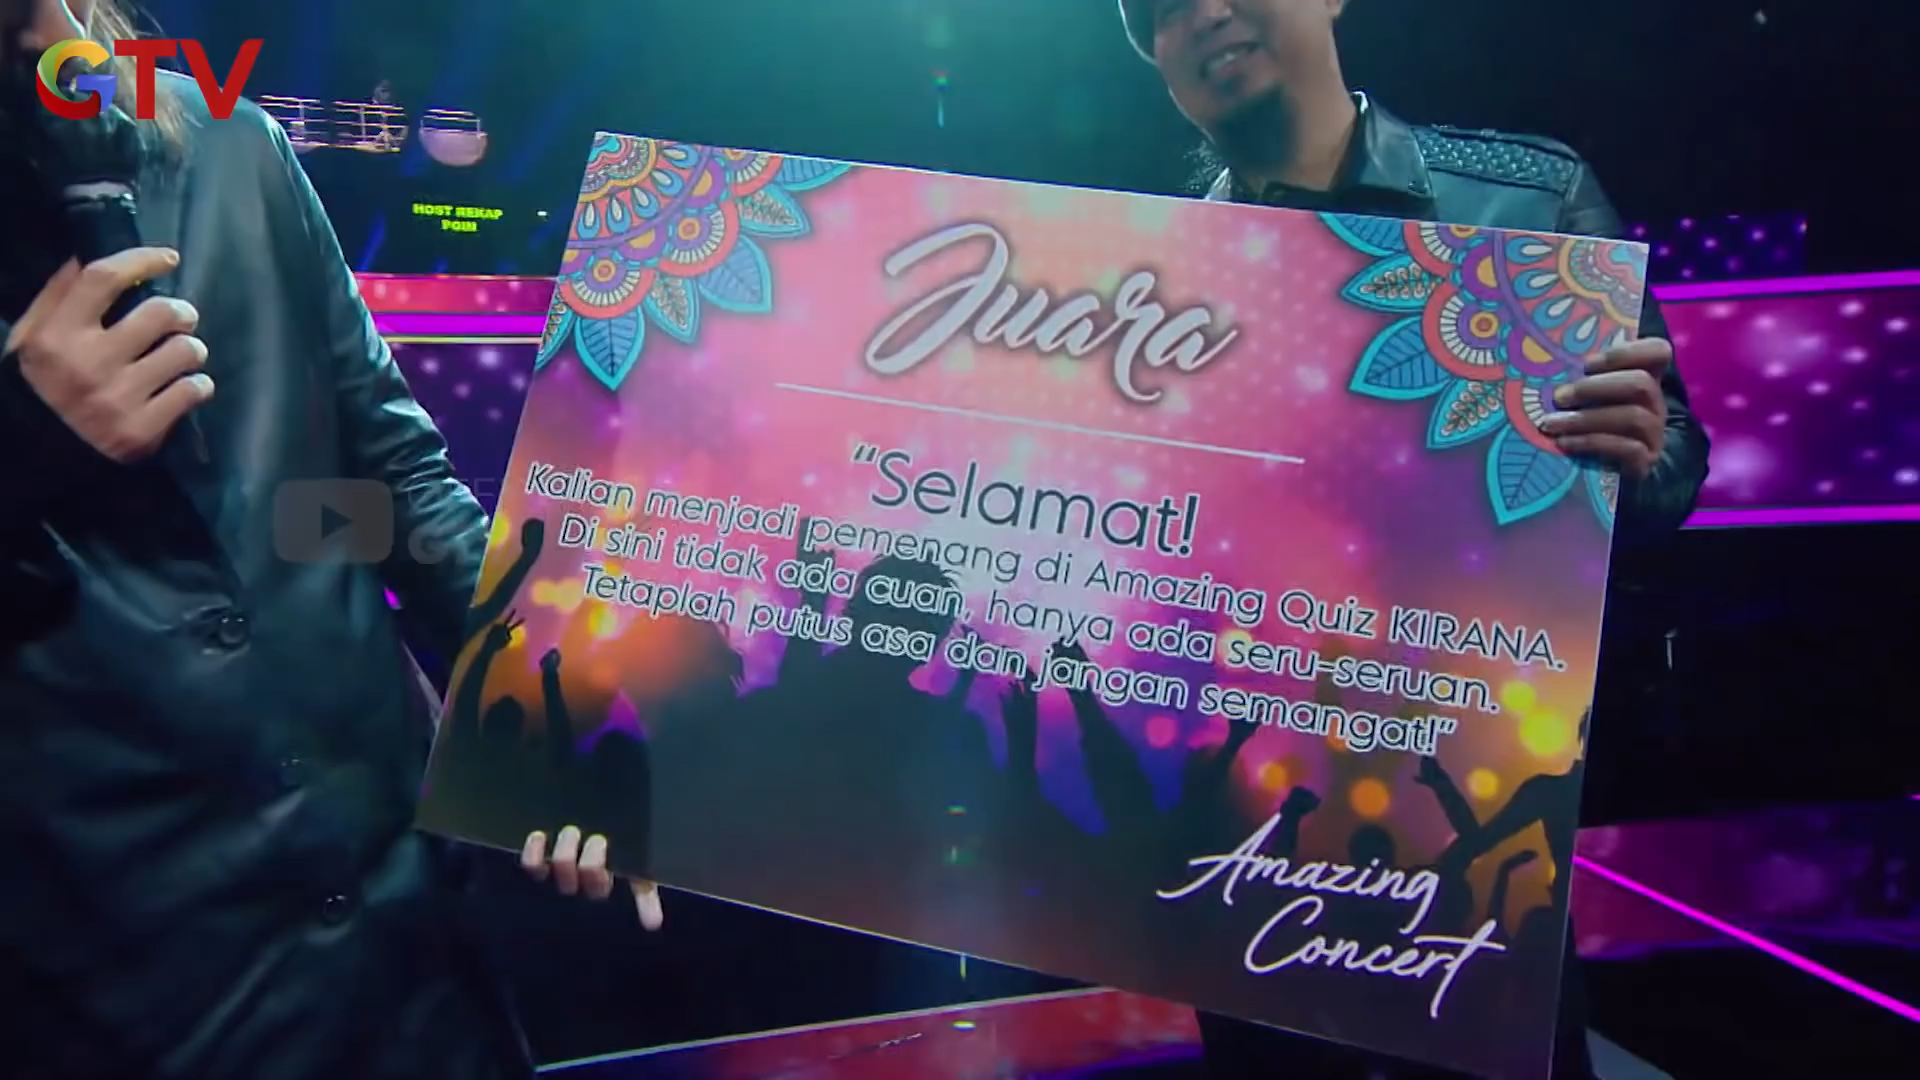 GTV
HOST REKAP
POIN
Juara
"Selamat!
Kalian menjadi pemenang di Amazing Quiz KIRANA.
Di sini tidak ada cuan, hanya ada seru-seruan.
Tetaplah putus asa dan jangan semangat!"
Amazing
Concert